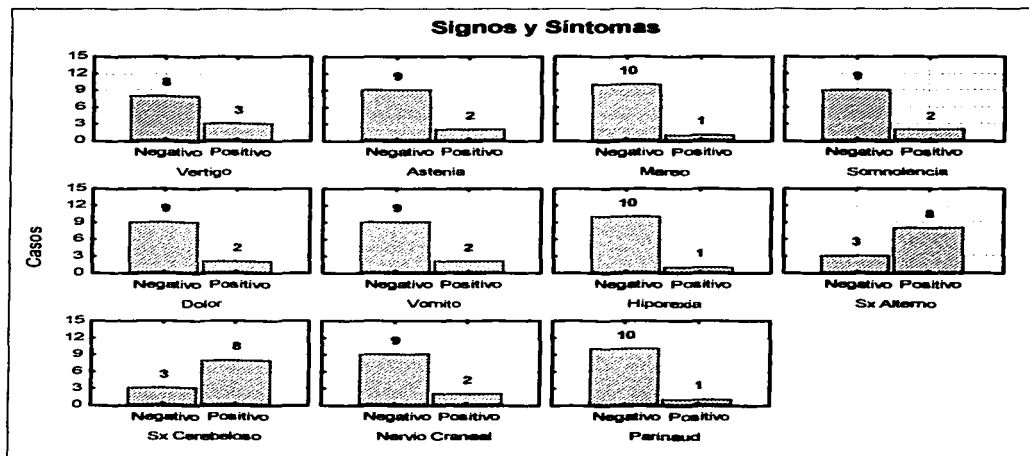 Signos y Síntomas
Casos
15 12 9 6 3 0
8 3
Negativo Positivo
Vertigo
9 2
Negativo Positivo
Astenia
10 1
Negativo Positivo
Mareo
9 2
Negativo Positivo
Somnolencia
15 12 9 6 3 0
9 2
Negativo Positivo
Dolor
9 2
Negativo Positivo
Vomito
10 1
Negativo Positivo
Hiporexia
3 8
Negativo Positivo
Sx Alterno
15 12 9 6 3 0
3 8
Negativo Positivo
Sx Cerebeloso
9 2
Negativo Positivo
Nervio Craneal
10 1
Negativo Positivo
Parinaud